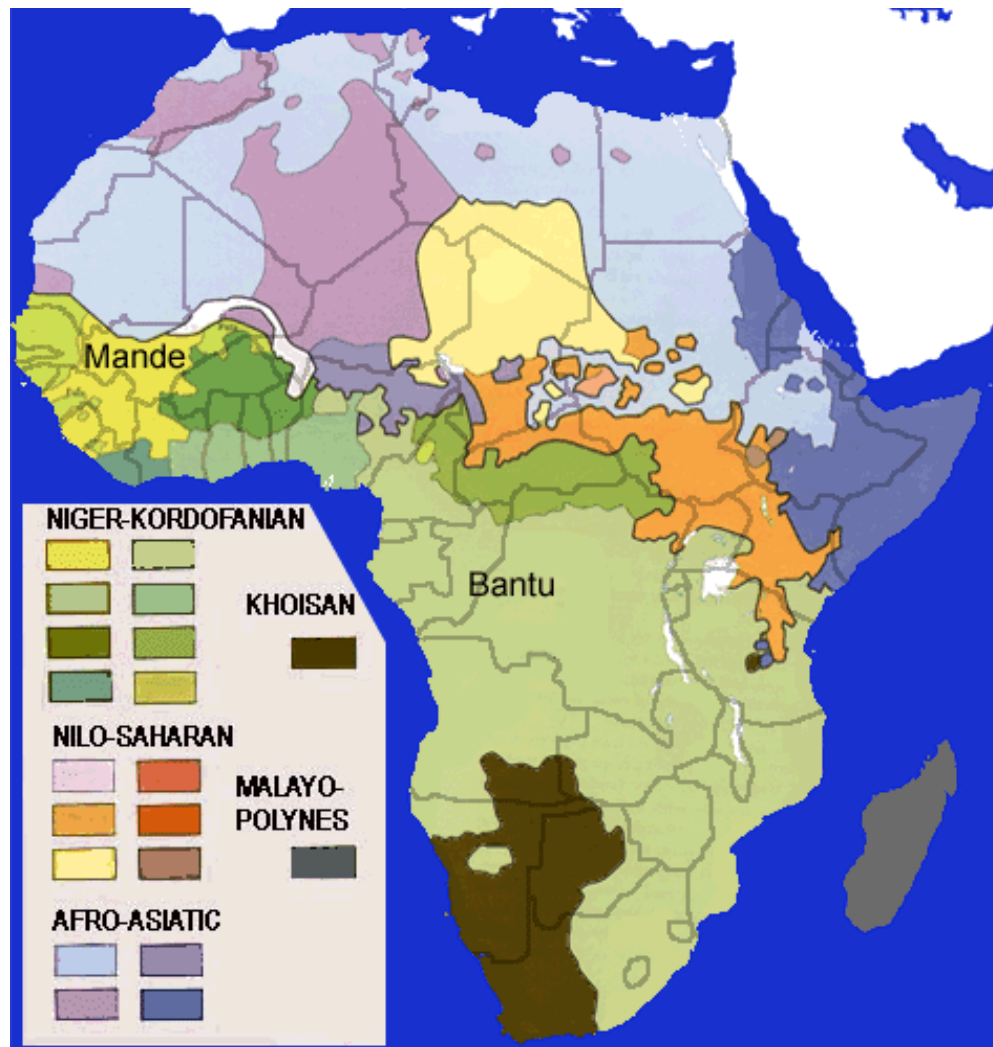 Mande
Bantu
NIGER-KORDOFANIAN
KHOISAN
NILO-SAHARAN
MALAYO-
POLYNES
AFRO-ASIATIC